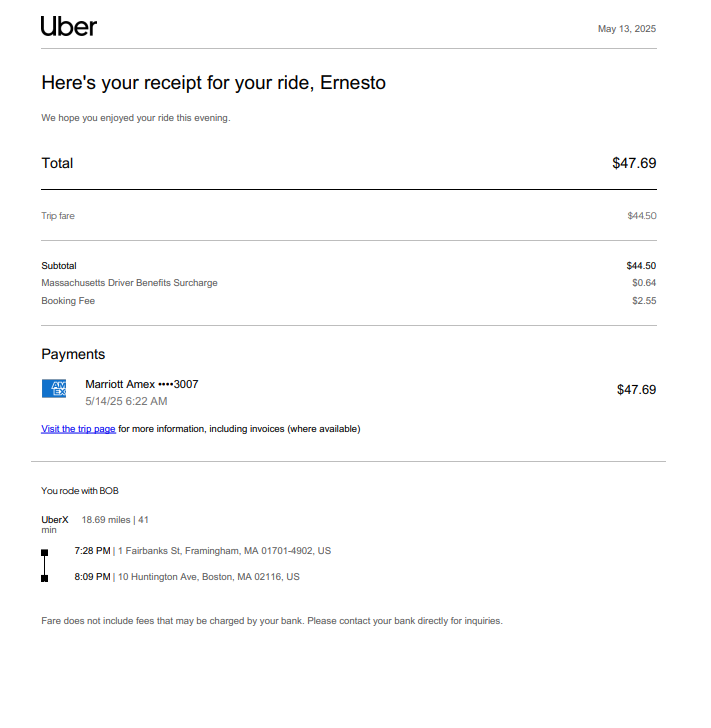 Uber
May 13, 2025
Here's your receipt for your ride, Ernesto
We hope you enjoyed your ride this evening.
Total $47.69
Trip fare $44.50
Subtotal $44.50
Massachusetts Driver Benefits Surcharge $0.64
Booking Fee $2.55
Payments
AM
EX
Marriott Amex ••••3007
$47.69
5/14/25 6:22 AM
Visit the trip page for more information, including invoices (where available)
You rode with BOB
UberX 18.69 miles | 41
min
7:28 PM | 1 Fairbanks St, Framingham, MA 01701-4902, US
8:09 PM | 10 Huntington Ave, Boston, MA 02116, US
Fare does not include fees that may be charged by your bank. Please contact your bank directly for inquiries.